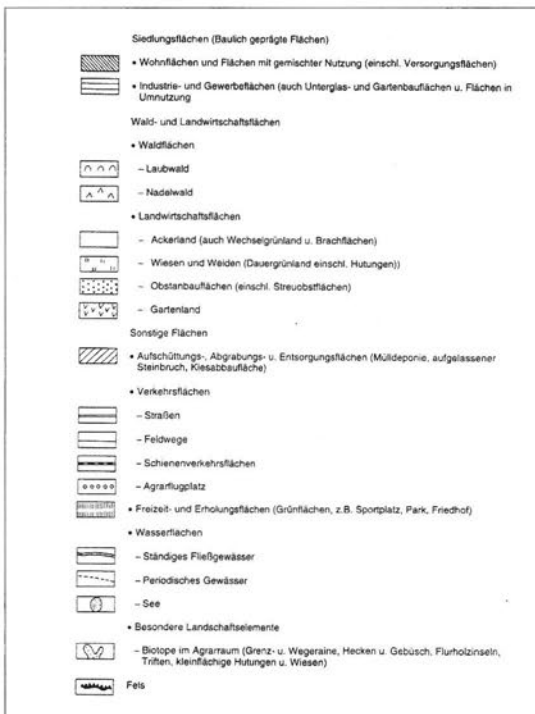 Siedlungsflächen (Baulich geprägte Flächen)
• Wohnflächen und Flächen mit gemischter Nutzung (einschl. Versorgungsflächen)
• Industrie- und Gewerbeflächen (auch Unterglas- und Gartenbauflächen u. Flächen in
Umnutzung
Wald- und Landwirtschaftsflächen
• Waldflächen
– Laubwald
– Nadelwald
• Landwirtschaftsflächen
– Ackerland (auch Wechselgrünland u. Brachflächen)
– Wiesen und Weiden (Dauergrünland einschl. Hutungen))
– Obstanbauflächen (einschl. Streuobstflächen)
– Gartenland
Sonstige Flächen
• Aufschüttungs-, Abgrabungs- u. Entsorgungsflächen (Mülldeponie, aufgelassener
Steinbruch, Kiesabbaufläche)
• Verkehrsflächen
– Straßen
– Feldwege
– Schienenverkehrsflächen
– Agrarflugplatz
• Freizeit- und Erholungsflächen (Grünflächen, z.B. Sportplatz, Park, Friedhof)
• Wasserflächen
– Ständiges Fließgewässer
– Periodisches Gewässer
– See
• Besondere Landschaftselemente
– Biotope im Agrarraum (Grenz- u. Wegeraine, Hecken u. Gebüsch, Flurholzinseln,
Triften, kleinflächige Hutungen u. Wiesen)
Fels